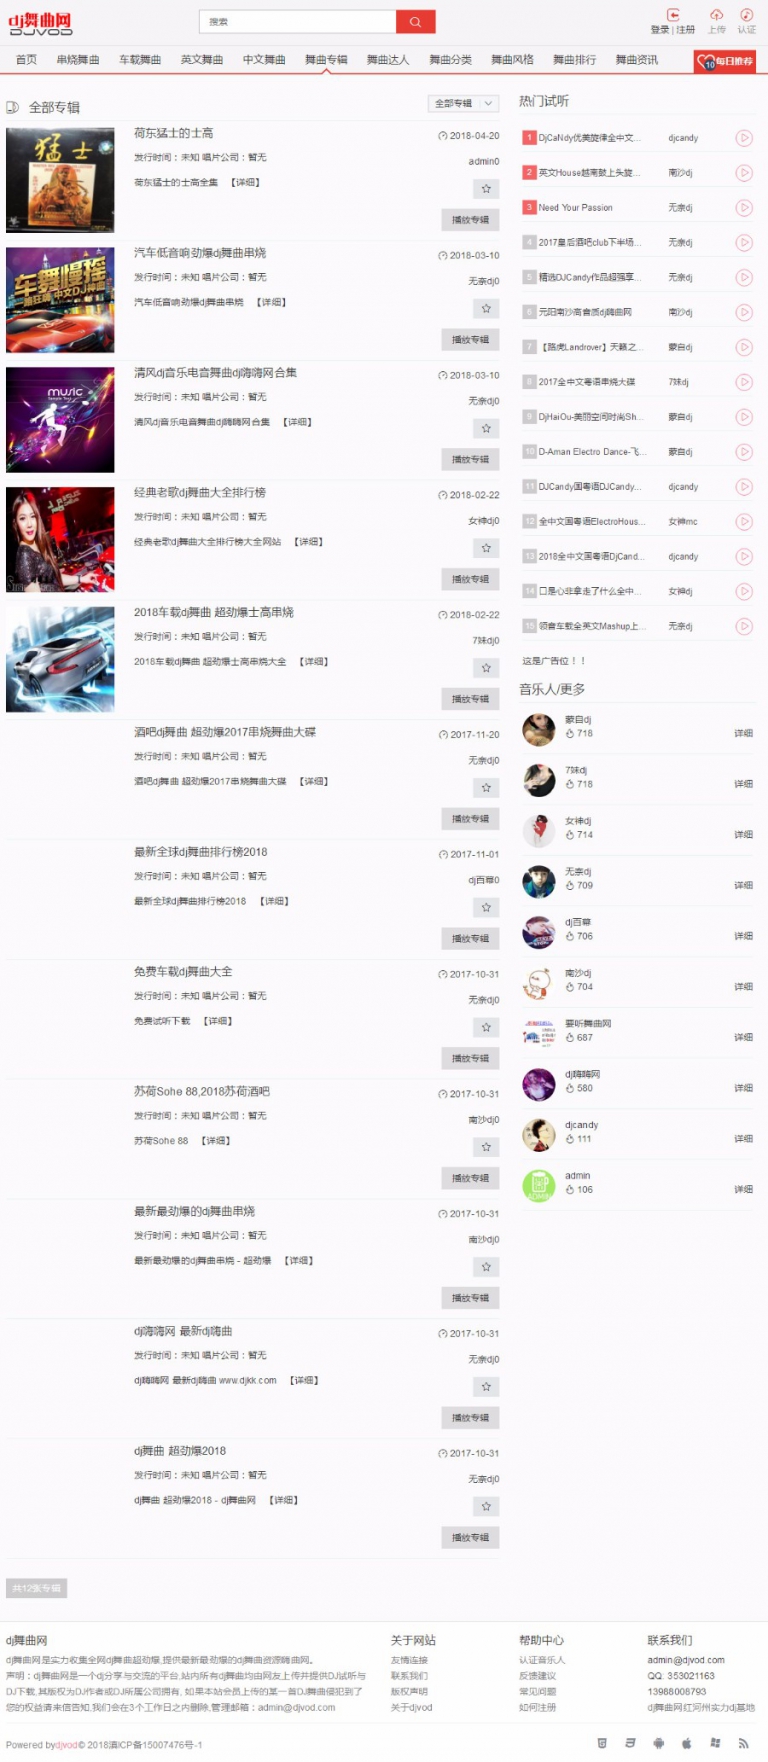 dj舞曲网
DJVOD
搜索
登录 | 注册
上传
认证
首页 串烧舞曲 车载舞曲 英文舞曲 中文舞曲 舞曲专辑 舞曲达人 舞曲分类 舞曲风格 舞曲排行 舞曲资讯
10 每日推荐
全部专辑
全部专辑
猛士
荷东猛士的士高
2018-04-20
发行时间：未知 唱片公司：暂无
admin0
荷东猛士的士高全集 【详细】
播放专辑
车舞慢摇
中文DJ神曲
汽车低音响劲爆dj舞曲串烧
2018-03-10
发行时间：未知 唱片公司：暂无
无奈dj0
汽车低音响劲爆dj舞曲串烧 【详细】
播放专辑
music
清风dj音乐电音舞曲dj嗨嗨网合集
2018-03-10
发行时间：未知 唱片公司：暂无
无奈dj0
清风dj音乐电音舞曲dj嗨嗨网合集 【详细】
播放专辑
经典老歌dj舞曲大全排行榜
2018-02-22
发行时间：未知 唱片公司：暂无
女神dj0
经典老歌dj舞曲大全排行榜大全网站 【详细】
播放专辑
2018车载dj舞曲 超劲爆士高串烧
2018-02-22
发行时间：未知 唱片公司：暂无
7妹dj0
2018车载dj舞曲 超劲爆士高串烧大全 【详细】
播放专辑
酒吧dj舞曲 超劲爆2017串烧舞曲大碟
2017-11-20
发行时间：未知 唱片公司：暂无
无奈dj0
酒吧dj舞曲 超劲爆2017串烧舞曲大碟 【详细】
播放专辑
最新全球dj舞曲排行榜2018
2017-11-01
发行时间：未知 唱片公司：暂无
dj百尊0
最新全球dj舞曲排行榜2018 【详细】
播放专辑
免费车载dj舞曲大全
2017-10-31
发行时间：未知 唱片公司：暂无
无奈dj0
免费试听下载 【详细】
播放专辑
苏荷Sohe 88,2018苏荷酒吧
2017-10-31
发行时间：未知 唱片公司：暂无
南沙dj0
苏荷Sohe 88 【详细】
播放专辑
最新最劲爆的dj舞曲串烧
2017-10-31
发行时间：未知 唱片公司：暂无
南沙dj0
最新最劲爆的dj舞曲串烧 - 超劲爆 【详细】
播放专辑
dj嗨嗨网 最新dj嗨曲
2017-10-31
发行时间：未知 唱片公司：暂无
无奈dj0
dj嗨嗨网 最新dj嗨曲 www.djkk.com 【详细】
播放专辑
dj舞曲 超劲爆2018
2017-10-31
发行时间：未知 唱片公司：暂无
无奈dj0
dj舞曲 超劲爆2018 - dj舞曲网 【详细】
播放专辑
共12张专辑
热门试听
1 DjCaNdy优美旋律全中文... djcandy
2 英文House越南鼓上头旋... 南沙dj
3 Need Your Passion 无奈dj
4 2017皇后酒吧club下半场... 无奈dj
5 精选DJCandy作品超强享... 无奈dj
6 元阳南沙高音质dj嗨曲网 南沙dj
7 【路虎Landrover】天籁之... 蒙自dj
8 2017全中文粤语串烧大碟 7妹dj
9 DjHaiOu-美丽空间时尚Sh... 蒙自dj
10 D-Aman Electro Dance-飞... 蒙自dj
11 DJCandy国粤语DJCandy... djcandy
12 全中文国粤语ElectroHous... 女神mc
13 2018全中文国粤语DjCand... djcandy
14 口是心非拿走了什么全中... 女神dj
15 领音车载全英文Mashup上... 无奈dj
这是广告位！！
音乐人/更多
蒙自dj
718 详细
7妹dj
718 详细
女神dj
714 详细
无奈dj
709 详细
dj百尊
706 详细
南沙dj
704 详细
要听舞曲网
687 详细
dj嗨嗨网
580 详细
djcandy
111 详细
ADMIN
admin
106 详细
dj舞曲网
dj舞曲网是实力收集全网dj舞曲超劲爆,提供最新最劲爆的dj舞曲资源嗨曲网。
声明：dj舞曲网是一个dj分享与交流的平台,站内所有dj舞曲均由网友上传并提供DJ试听与
DJ下载,其版权为DJ作者或DJ所属公司拥有, 如果本站会员上传的某一首DJ舞曲侵犯到了
您的权益请来信告知,我们会在3个工作日之内删除,管理邮箱：admin@djvod.com
关于网站
友情连接
联系我们
版权声明
关于djvod
帮助中心
认证音乐人
反馈建议
常见问题
如何注册
联系我们
admin@djvod.com
QQ: 353021163
13988008793
dj舞曲网红河州实力dj基地
Powered bydjvod© 2018滇ICP备15007476号-1